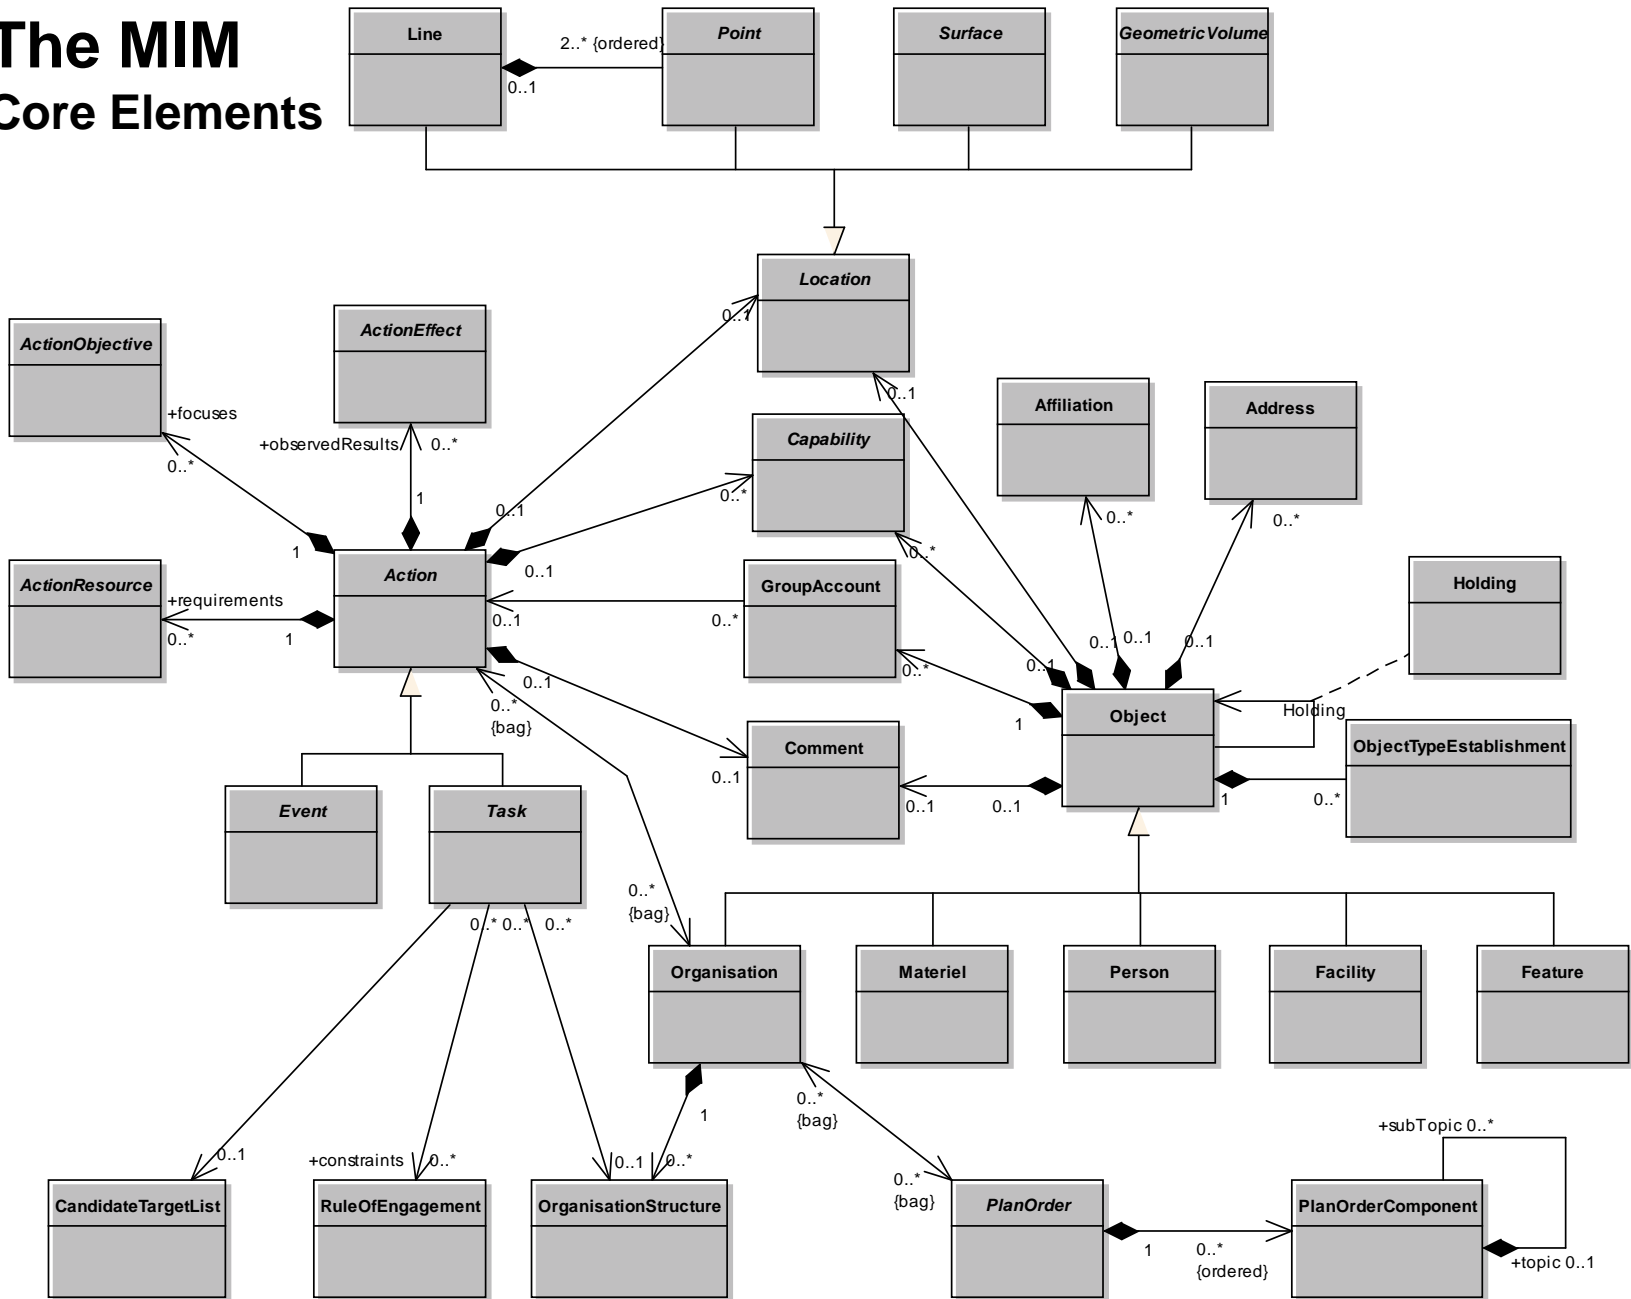 The MIM
Core Elements
Line
2..* {ordered}
0..1
Point
Surface
GeometricVolume
Location
0..1
0..1
ActionObjective
ActionEffect
+focuses
0..*
1
+observedResults
0..*
1
0..1
Capability
0..*
0..1
0..*
Affiliation
0..*
Address
0..*
Action
ActionResource
+requirements
0..*
1
GroupAccount
0..1
0..*
0..*
1
Holding
Holding
0..1
0..1
0..1
0..1
Object
0..1
0..*
{bag}
Comment
0..1
0..1
0..1
ObjectTypeEstablishment
1
0..*
Event
Task
0..*
{bag}
0..* 0..* 0..*
Organisation
Materiel
Person
Facility
Feature
1
0..*
{bag}
+subTopic 0..*
0..1
+constraints
0..*
0..1
0..*
0..*
{bag}
CandidateTargetList
RuleOfEngagement
OrganisationStructure
PlanOrder
PlanOrderComponent
1
0..*
{ordered}
+topic 0..1